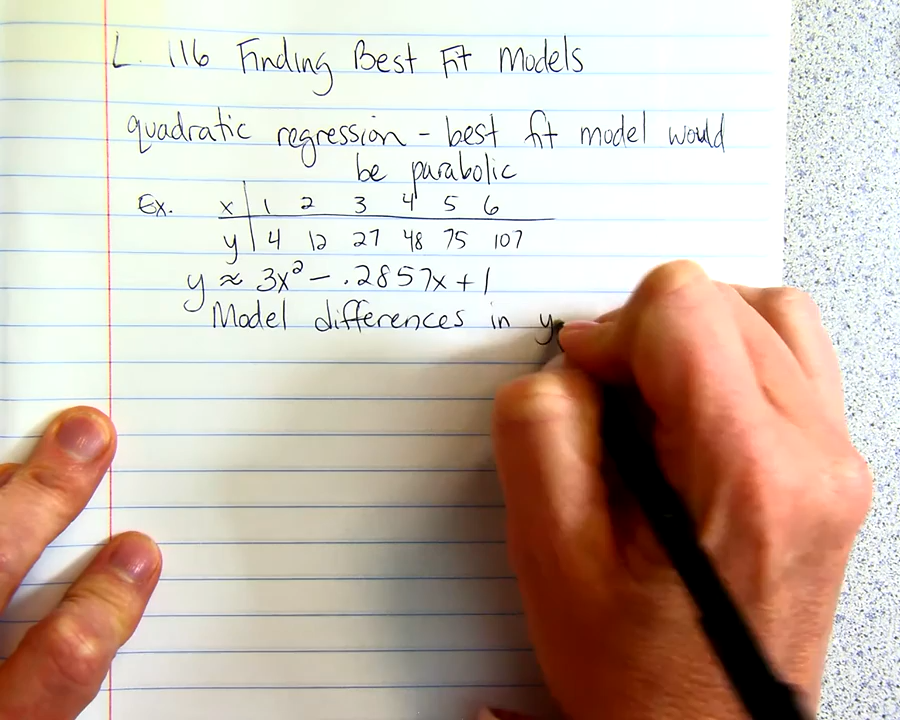 L. 116 Finding Best Fit Models
quadratic regression - best fit model would
be parabolic
Ex. x 1 2 3 4 5 6
y 4 12 27 48 75 107
y ≈ 3x² - .2857x + 1
Model differences in y